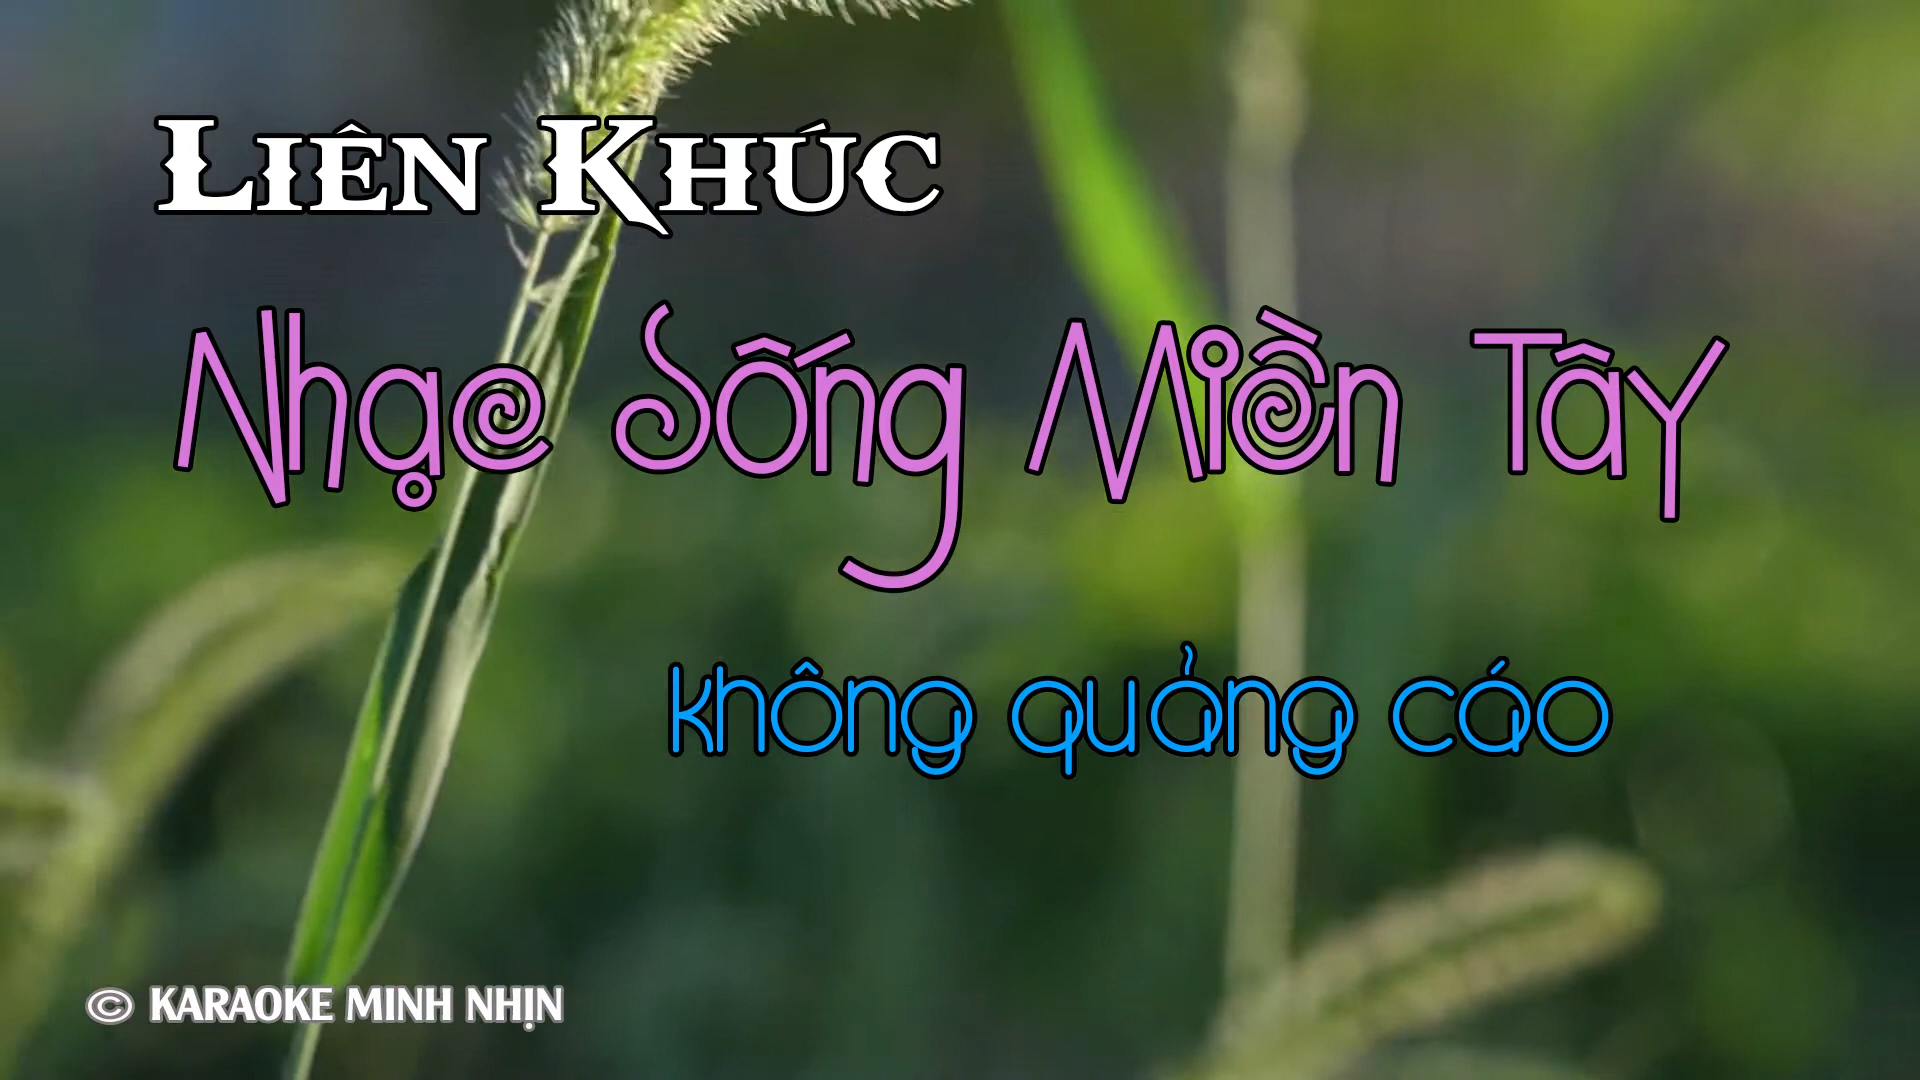 LIÊN KHÚC
Nhạc Sống Miền Tây
không quảng cáo
© KARAOKE MINH NHỊN